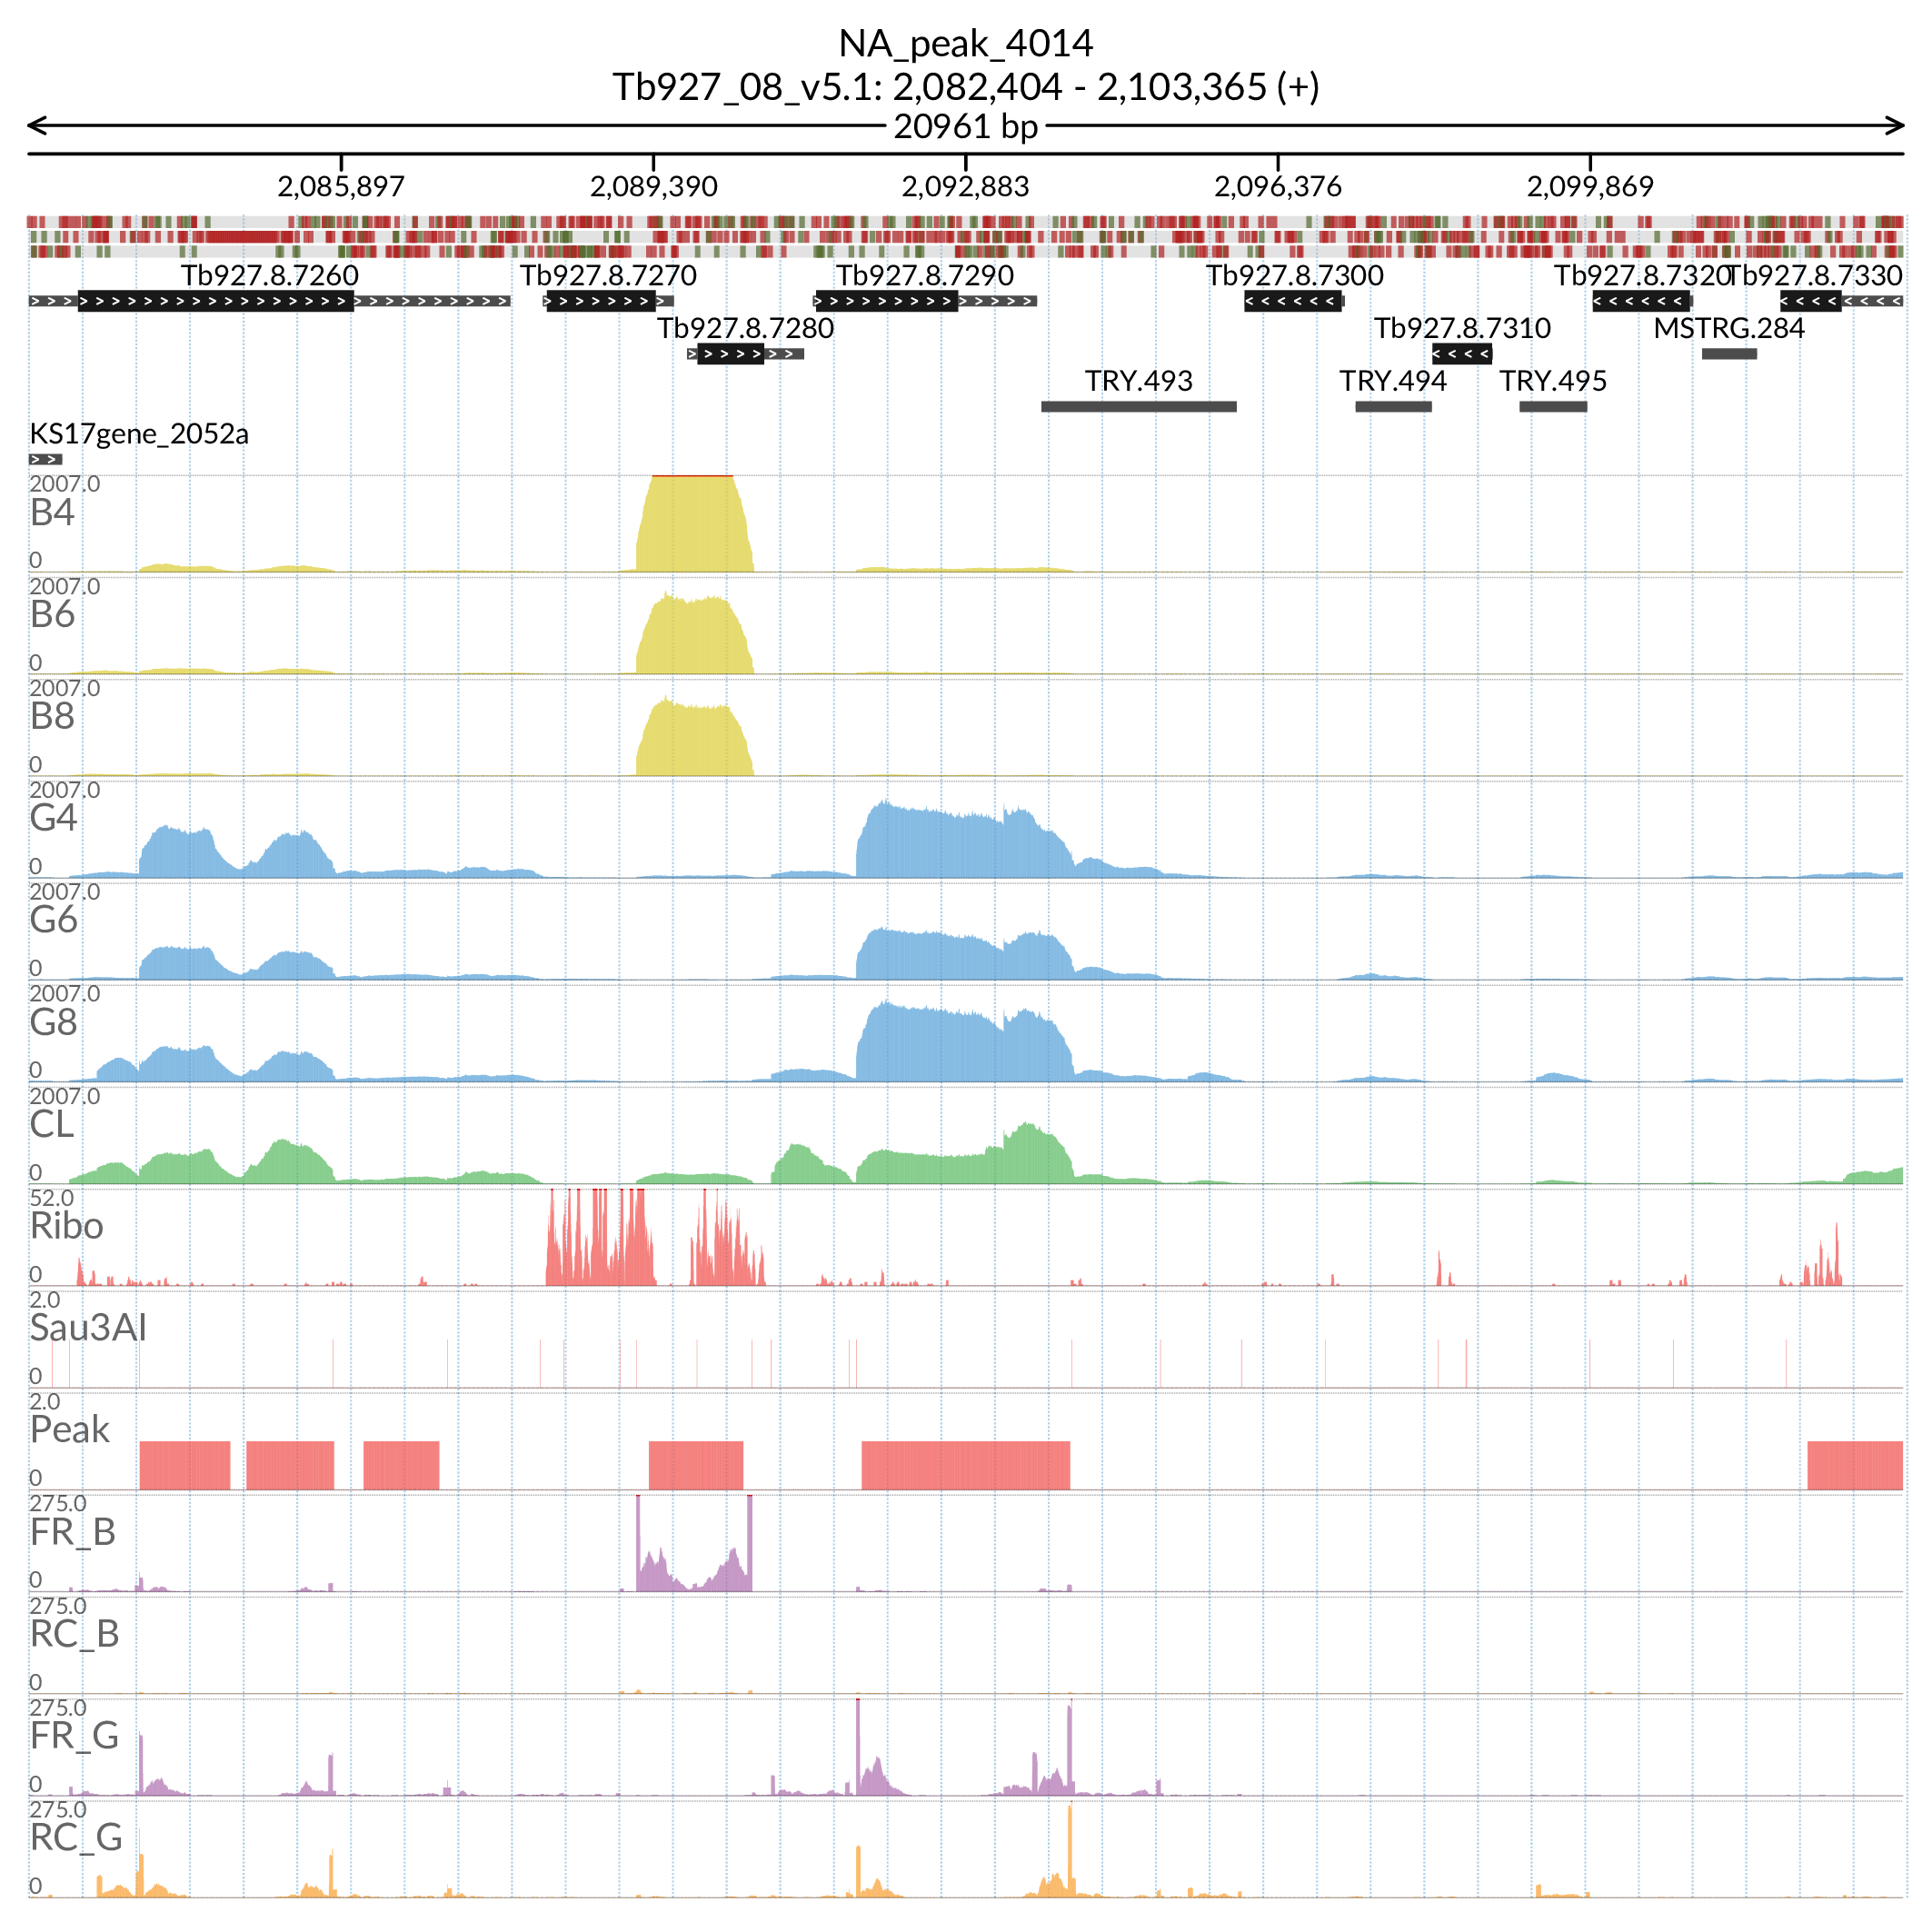 NA_peak_4014
Tb927_08_v5.1: 2,082,404 - 2,103,365 (+)
20961 bp
2,085,897 2,089,390 2,092,883 2,096,376 2,099,869
Tb927.8.7260 Tb927.8.7270 Tb927.8.7290 Tb927.8.7300 Tb927.8.7320 Tb927.8.7330
Tb927.8.7280 Tb927.8.7310 MSTRG.284
TRY.493 TRY.494 TRY.495
KS17gene_2052a
2007.0
B4
0
2007.0
B6
0
2007.0
B8
0
2007.0
G4
0
2007.0
G6
0
2007.0
G8
0
2007.0
CL
0
52.0
Ribo
0
2.0
Sau3AI
0
2.0
Peak
0
275.0
FR_B
0
275.0
RC_B
0
275.0
FR_G
0
275.0
RC_G
0